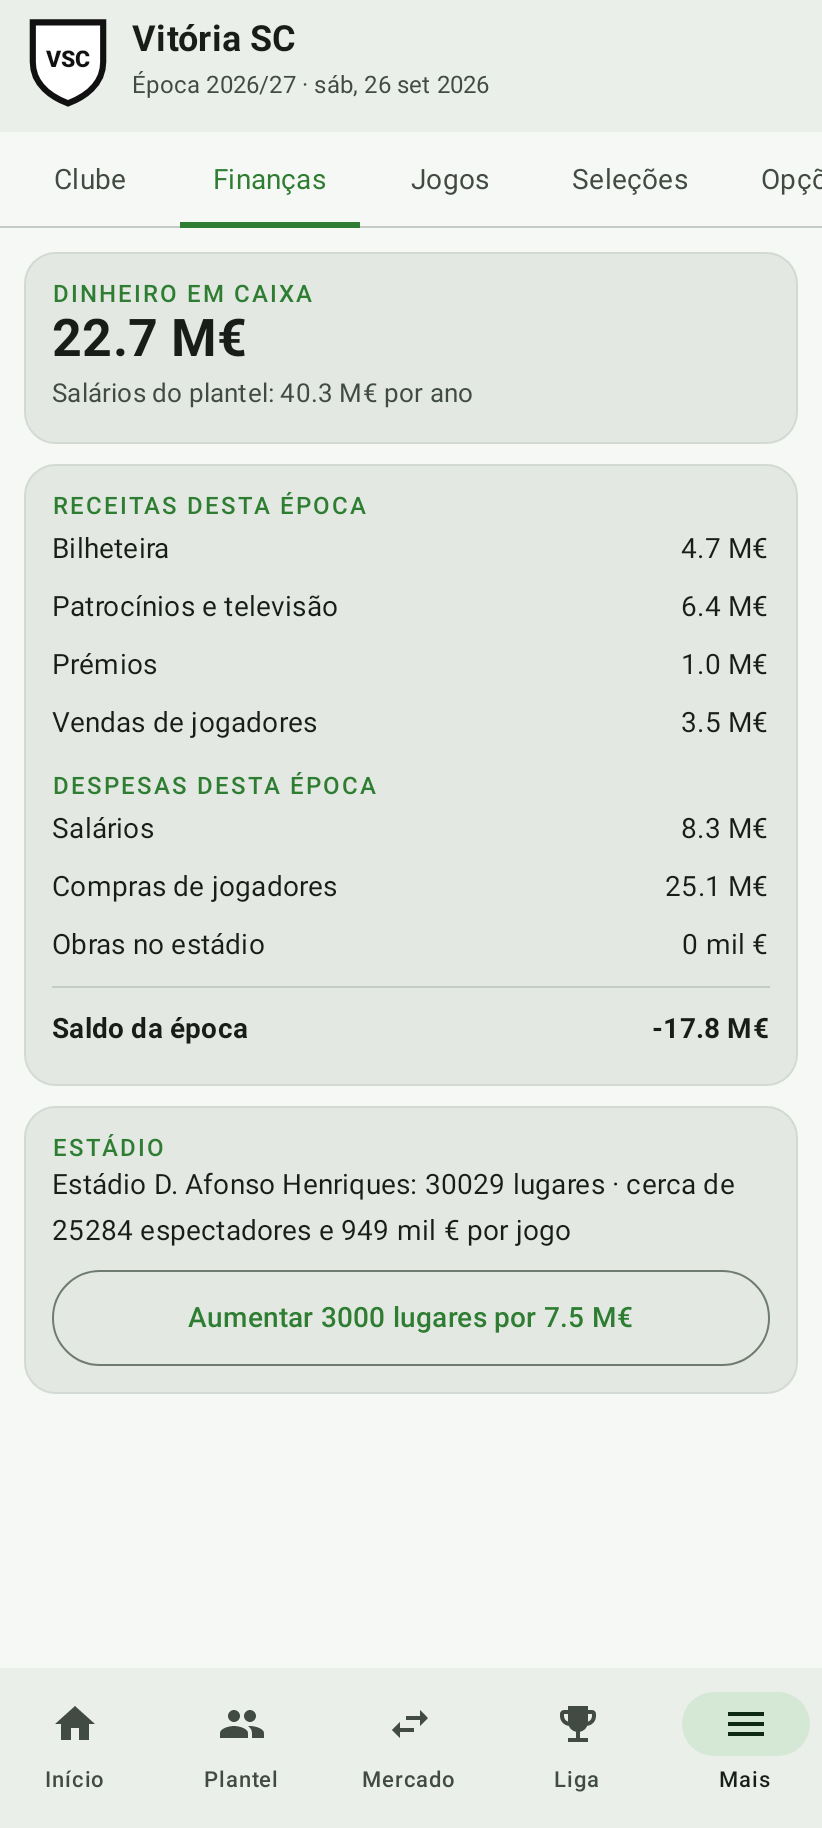 VSC
Vitória SC
Época 2026/27 · sáb, 26 set 2026
Clube
Finanças
Jogos
Seleções
Opçõ
DINHEIRO EM CAIXA
22.7 M€
Salários do plantel: 40.3 M€ por ano
RECEITAS DESTA ÉPOCA
Bilheteira 4.7 M€
Patrocínios e televisão 6.4 M€
Prémios 1.0 M€
Vendas de jogadores 3.5 M€
DESPESAS DESTA ÉPOCA
Salários 8.3 M€
Compras de jogadores 25.1 M€
Obras no estádio 0 mil €
Saldo da época -17.8 M€
ESTÁDIO
Estádio D. Afonso Henriques: 30029 lugares · cerca de
25284 espectadores e 949 mil € por jogo
Aumentar 3000 lugares por 7.5 M€
Início
Plantel
Mercado
Liga
Mais